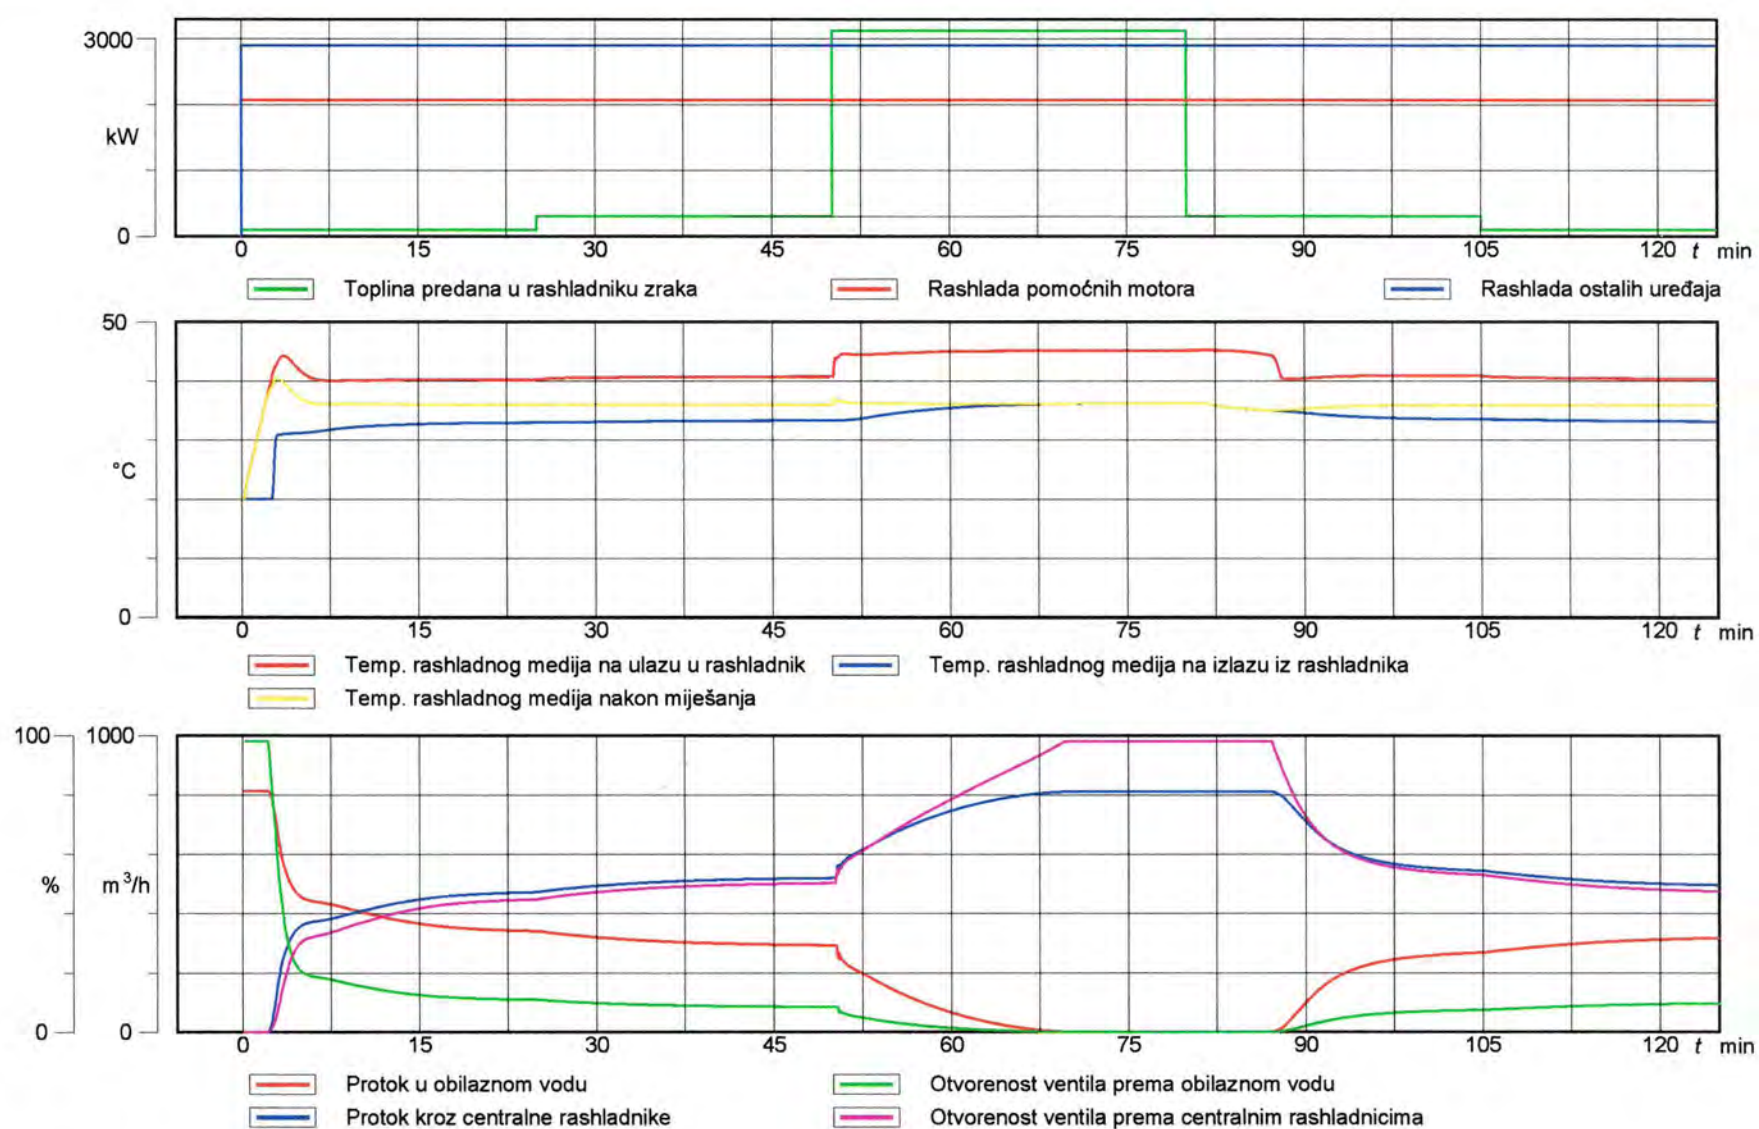 3000
kW
0
0 15 30 45 60 75 90 105 120 t min
Toplina predana u rashladniku zraka Rashlada pomoćnih motora Rashlada ostalih uređaja
50
°C
0
0 15 30 45 60 75 90 105 120 t min
Temp. rashladnog medija na ulazu u rashladnik Temp. rashladnog medija na izlazu iz rashladnika
Temp. rashladnog medija nakon miješanja
100 1000
% m³/h
0 0
0 15 30 45 60 75 90 105 120 t min
Protok u obilaznom vodu Otvorenost ventila prema obilaznom vodu
Protok kroz centralne rashladnike Otvorenost ventila prema centralnim rashladnicima